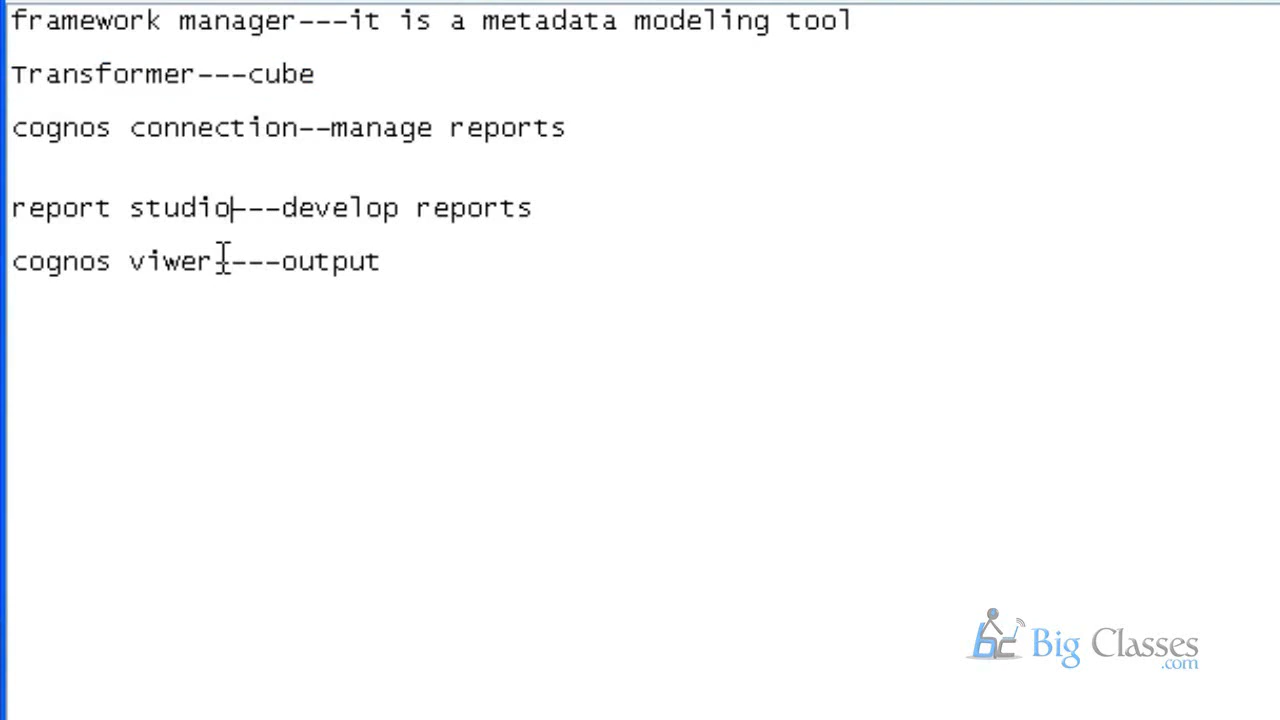 framework manager---it is a metadata modeling tool
Transformer---cube
cognos connection--manage reports
report studio---develop reports
cognos viwer----output
bc Big Classes
.com